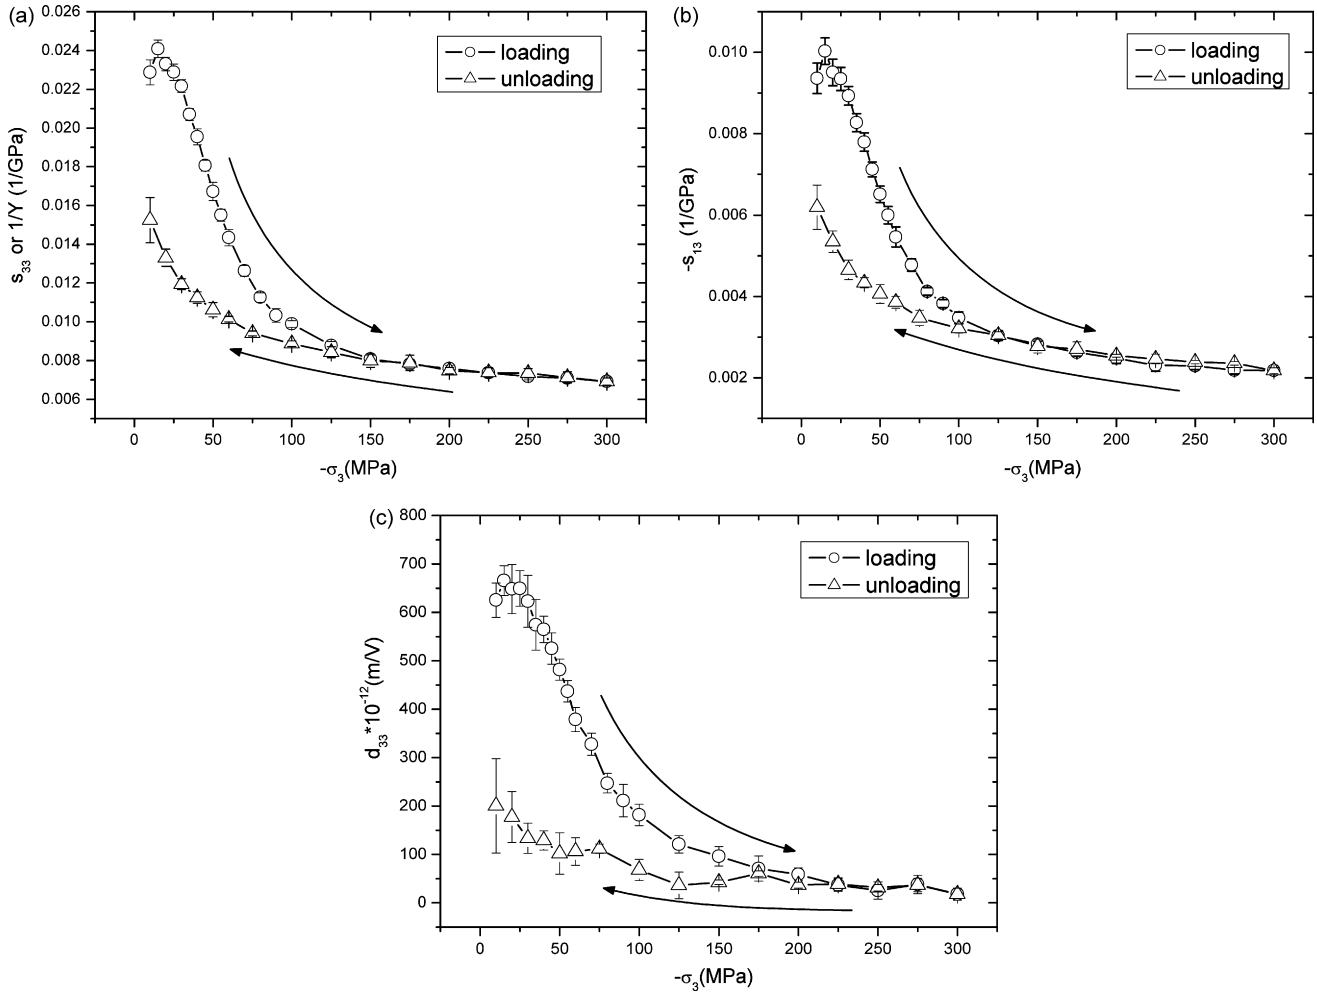 (a)
0.026
0.024
0.022
0.020
0.018
0.016
0.014
0.012
0.010
0.008
0.006
s33 or 1/Y (1/GPa)
loading
unloading
0 50 100 150 200 250 300
-σ3(MPa)
(b)
0.010
0.008
0.006
0.004
0.002
-s13 (1/GPa)
loading
unloading
0 50 100 150 200 250 300
-σ3(MPa)
(c)
800
700
600
500
400
300
200
100
0
d33*10-12(m/V)
loading
unloading
0 50 100 150 200 250 300
-σ3(MPa)